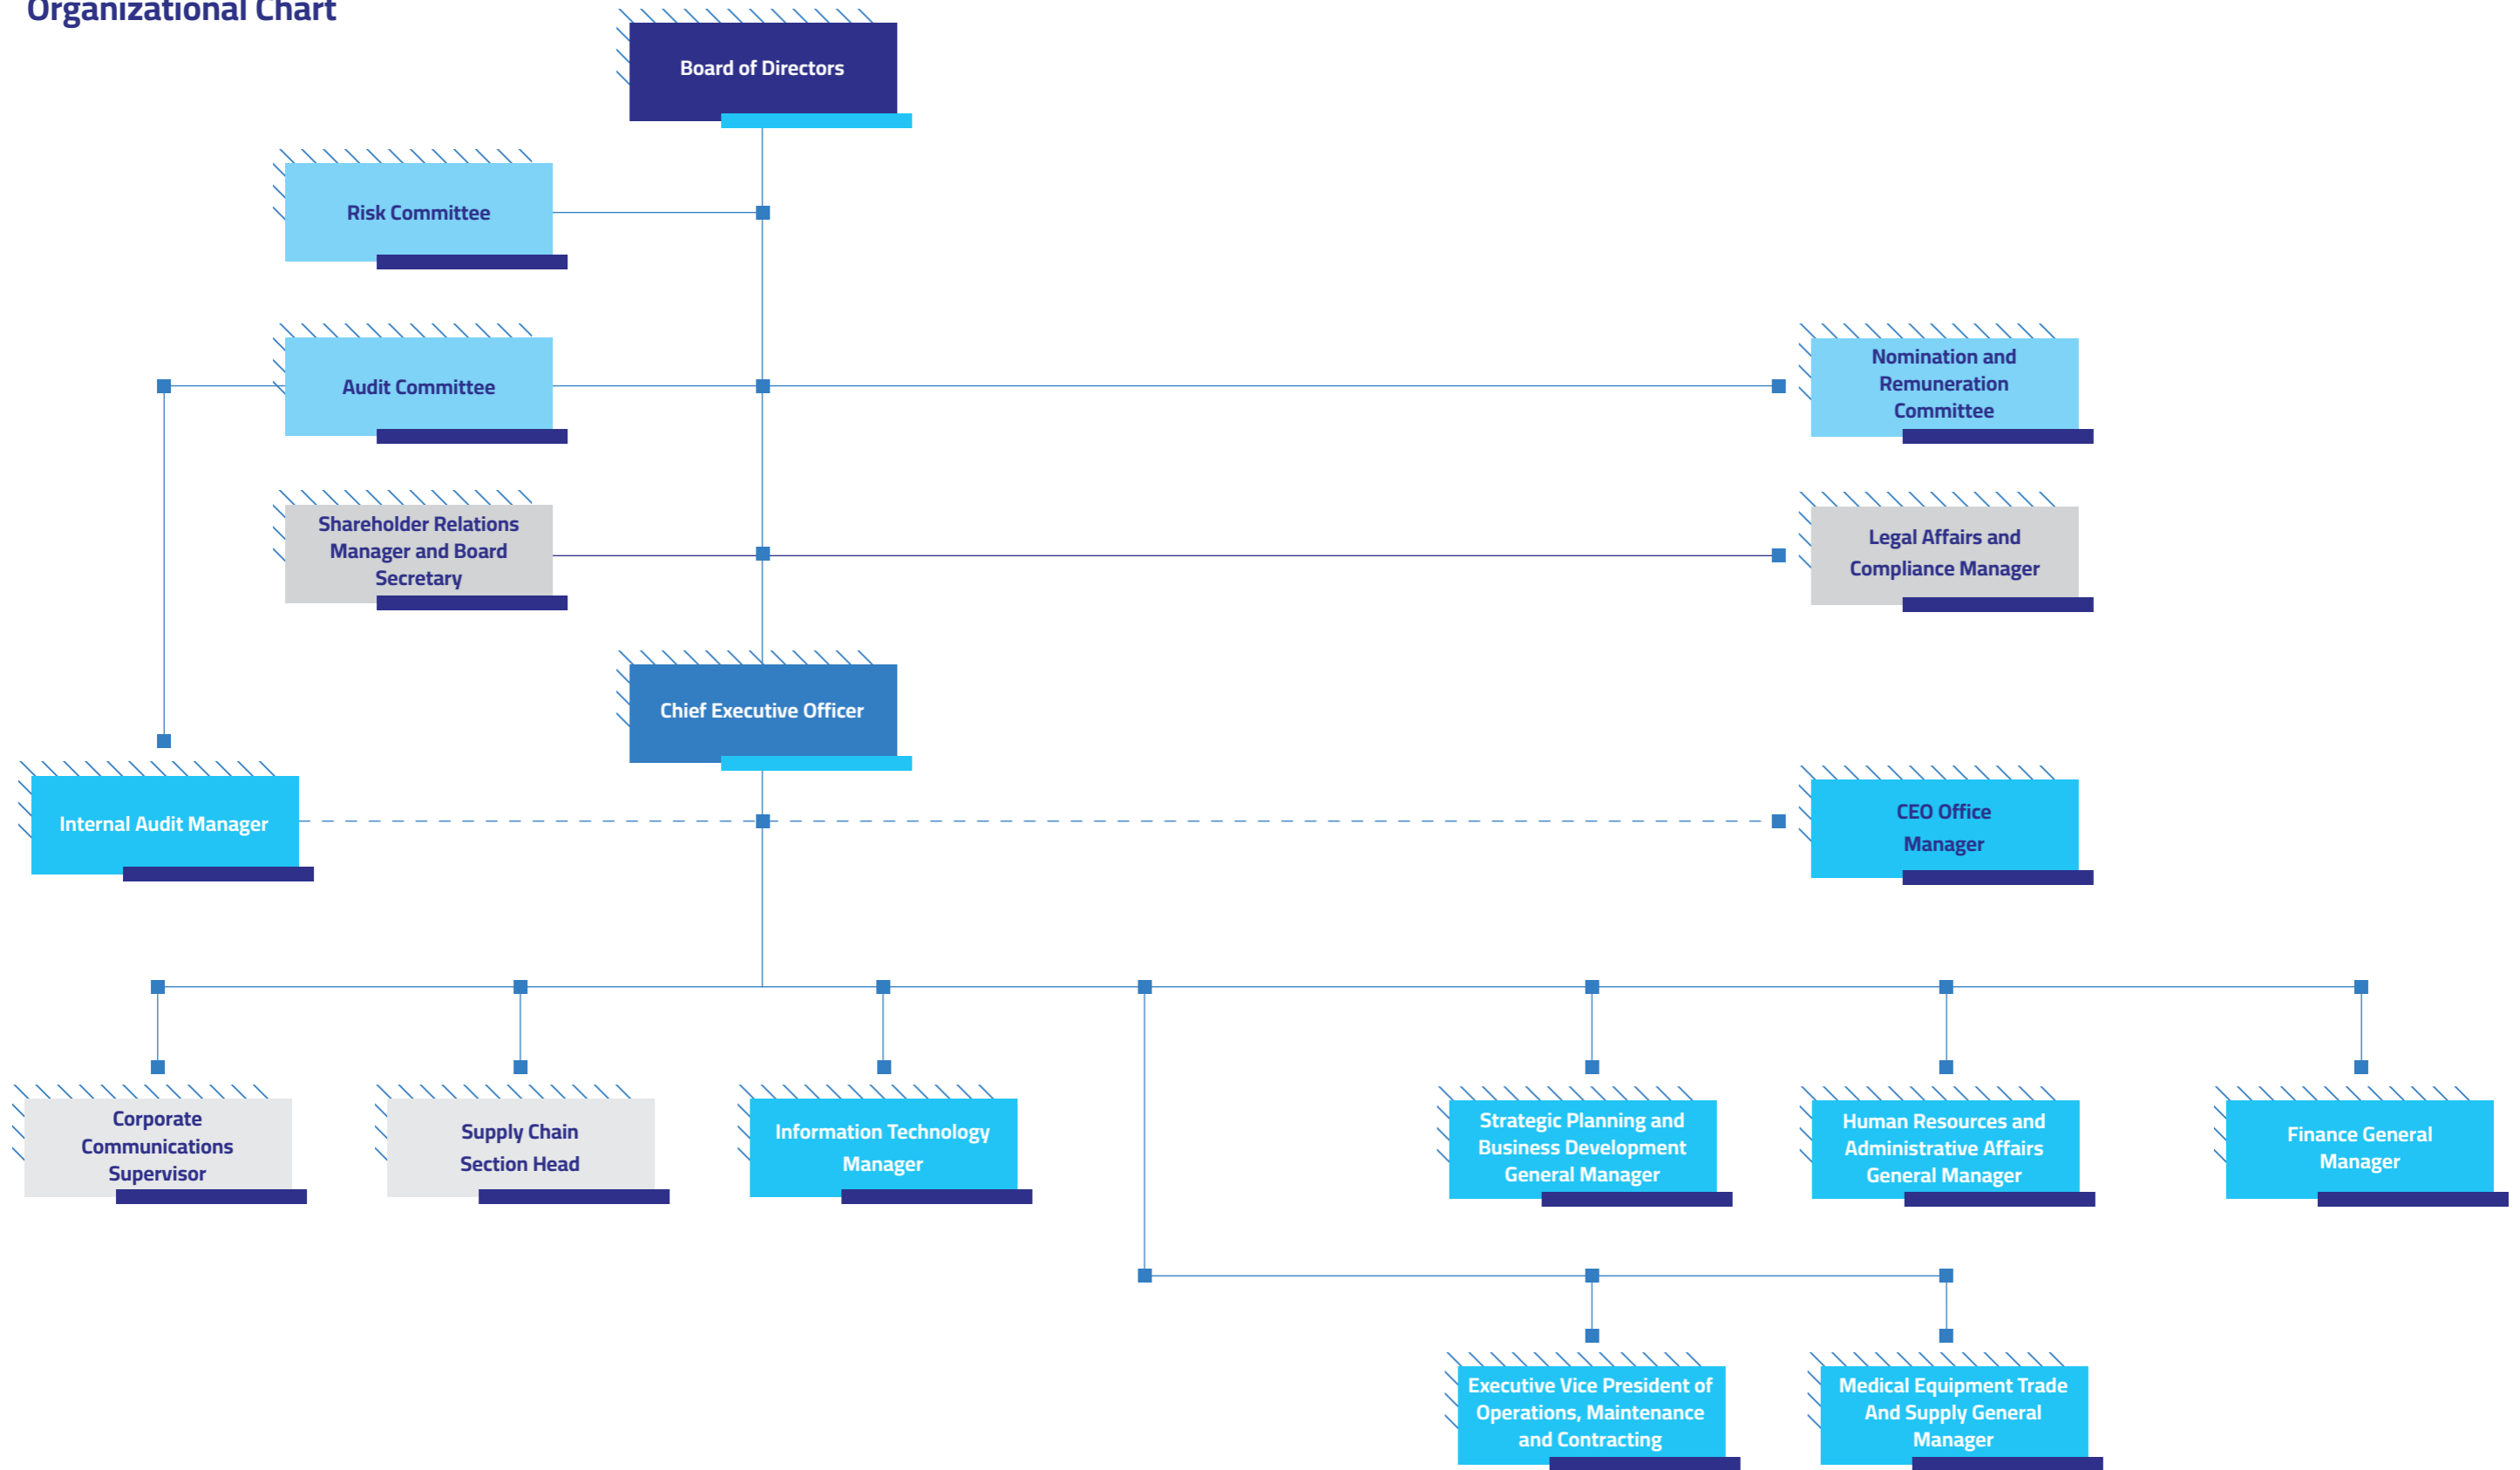 Organizational Chart
Board of Directors
Risk Committee
Audit Committee
Nomination and
Remuneration
Committee
Shareholder Relations
Manager and Board
Secretary
Legal Affairs and
Compliance Manager
Chief Executive Officer
Internal Audit Manager
CEO Office
Manager
Corporate
Communications
Supervisor
Supply Chain
Section Head
Information Technology
Manager
Strategic Planning and
Business Development
General Manager
Human Resources and
Administrative Affairs
General Manager
Finance General
Manager
Executive Vice President of
Operations, Maintenance
and Contracting
Medical Equipment Trade
And Supply General
Manager